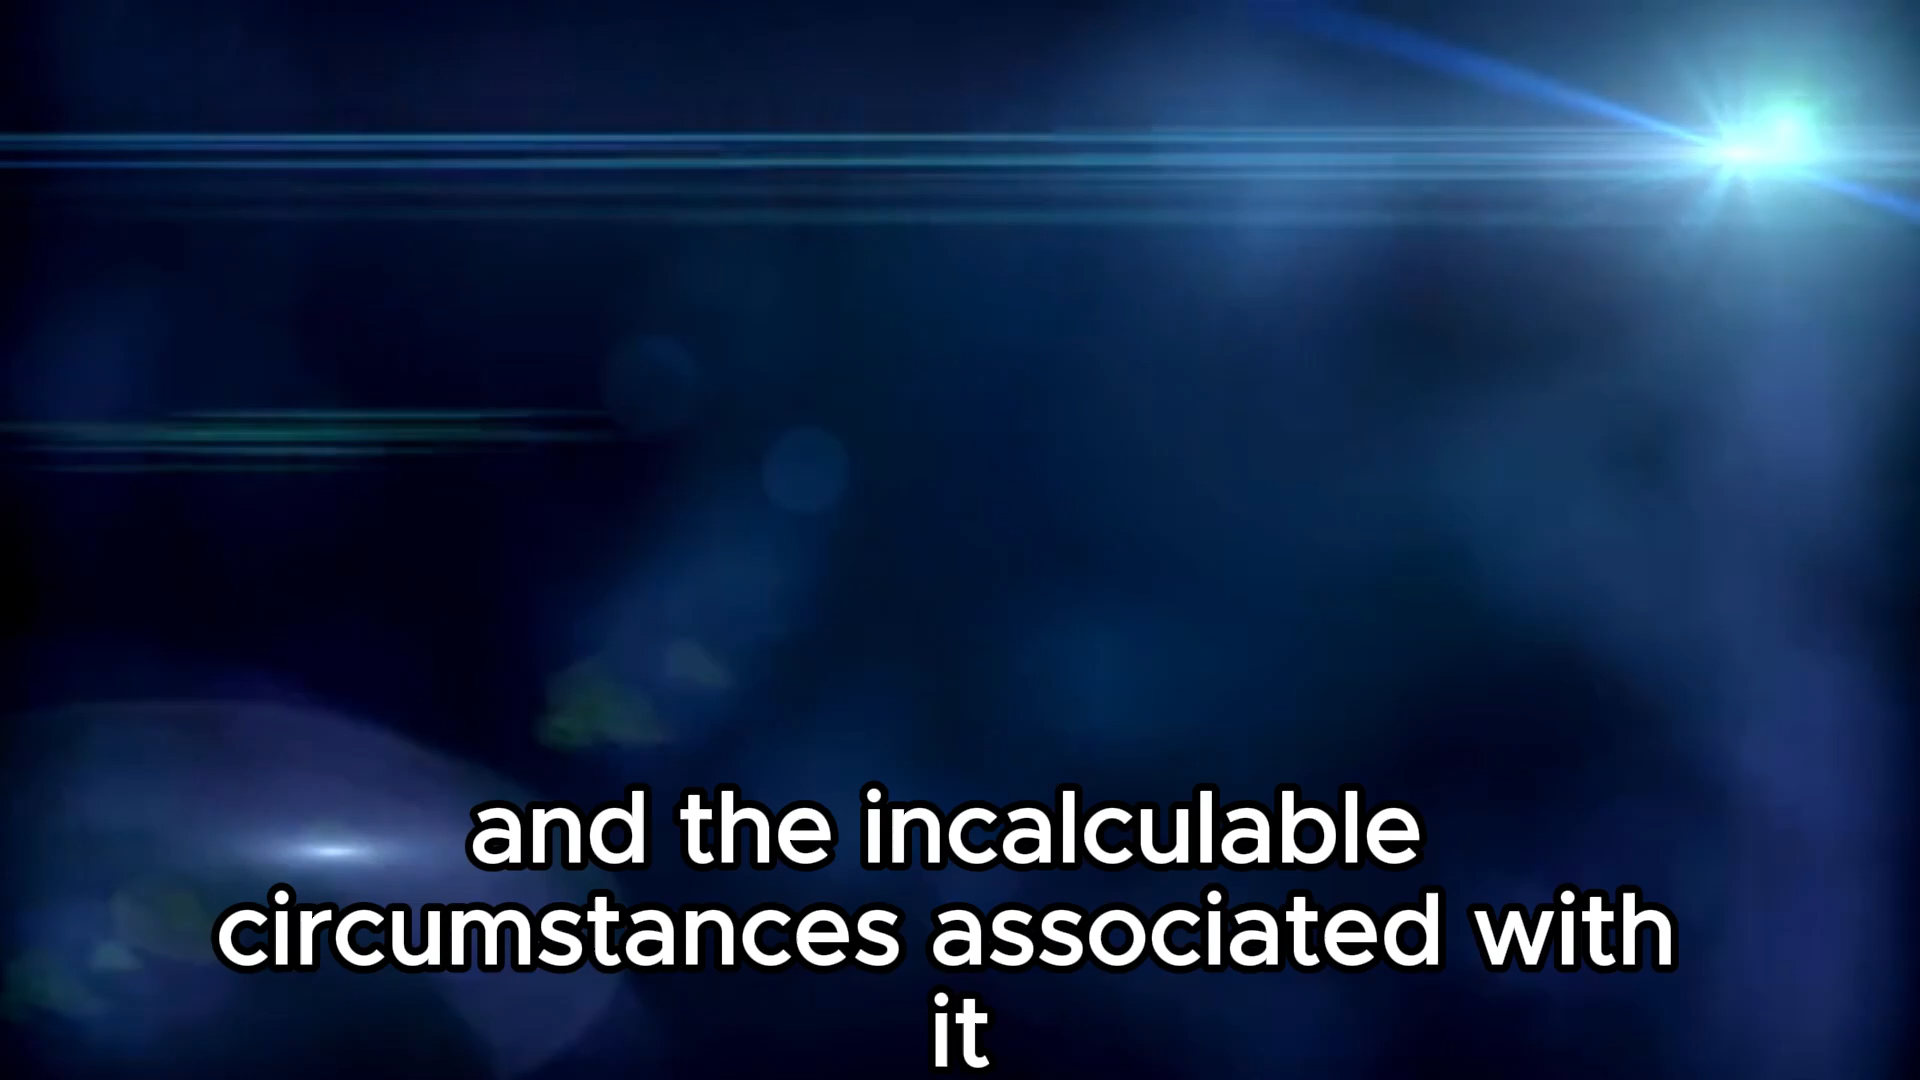 and the incalculable
circumstances associated with
it